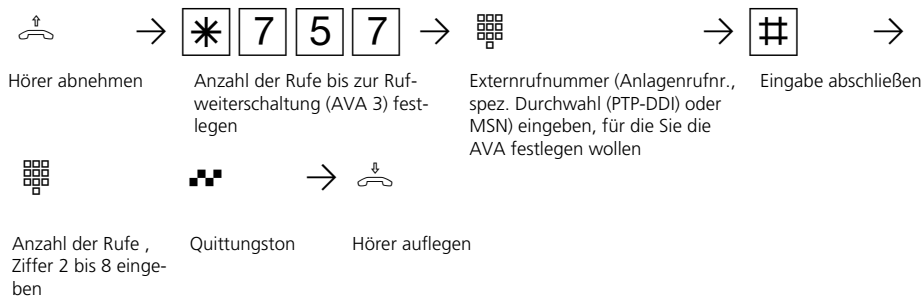 * 7 5 7 #
Hörer abnehmen
Anzahl der Rufe bis zur Ruf-
weiterschaltung (AVA 3) fest-
legen
Externrufnummer (Anlagenrufnr.,
spez. Durchwahl (PTP-DDI) oder
MSN) eingeben, für die Sie die
AVA festlegen wollen
Eingabe abschließen
Anzahl der Rufe ,
Ziffer 2 bis 8 einge-
ben
Quittungston
Hörer auflegen